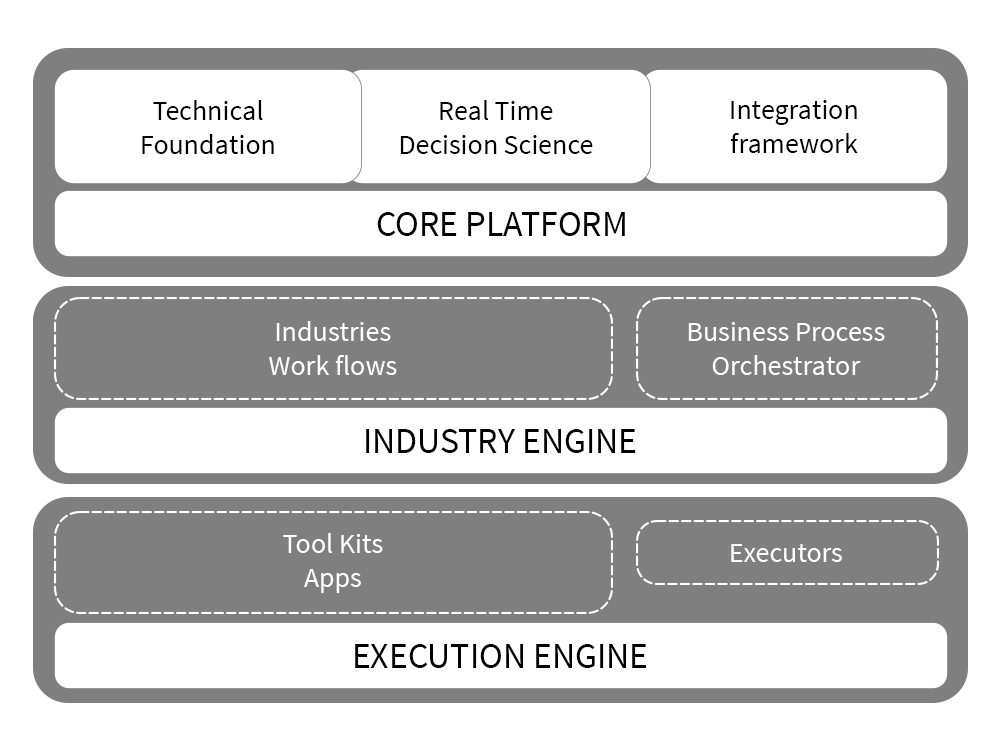 Technical
Foundation
Real Time
Decision Science
Integration
framework
CORE PLATFORM
Industries
Work flows
Business Process
Orchestrator
INDUSTRY ENGINE
Tool Kits
Apps
Executors
EXECUTION ENGINE